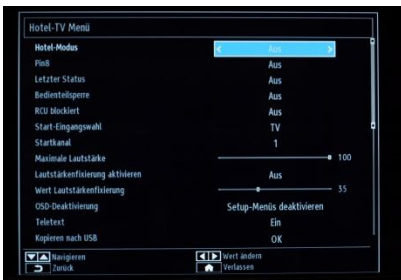 Hotel-TV Menü
Hotel-Modus Aus
Pin8 Aus
Letzter Status Aus
Bedienteilsperre Aus
RCU blockiert Aus
Start-Eingangswahl TV
Startkanal 1
Maximale Lautstärke 100
Lautstärkenfixierung aktivieren Aus
Wert Lautstärkenfixierung 35
OSD-Deaktivierung Setup-Menüs deaktivieren
Teletext Ein
Kopieren nach USB OK
Navigieren Wert ändern
Zurück Verlassen